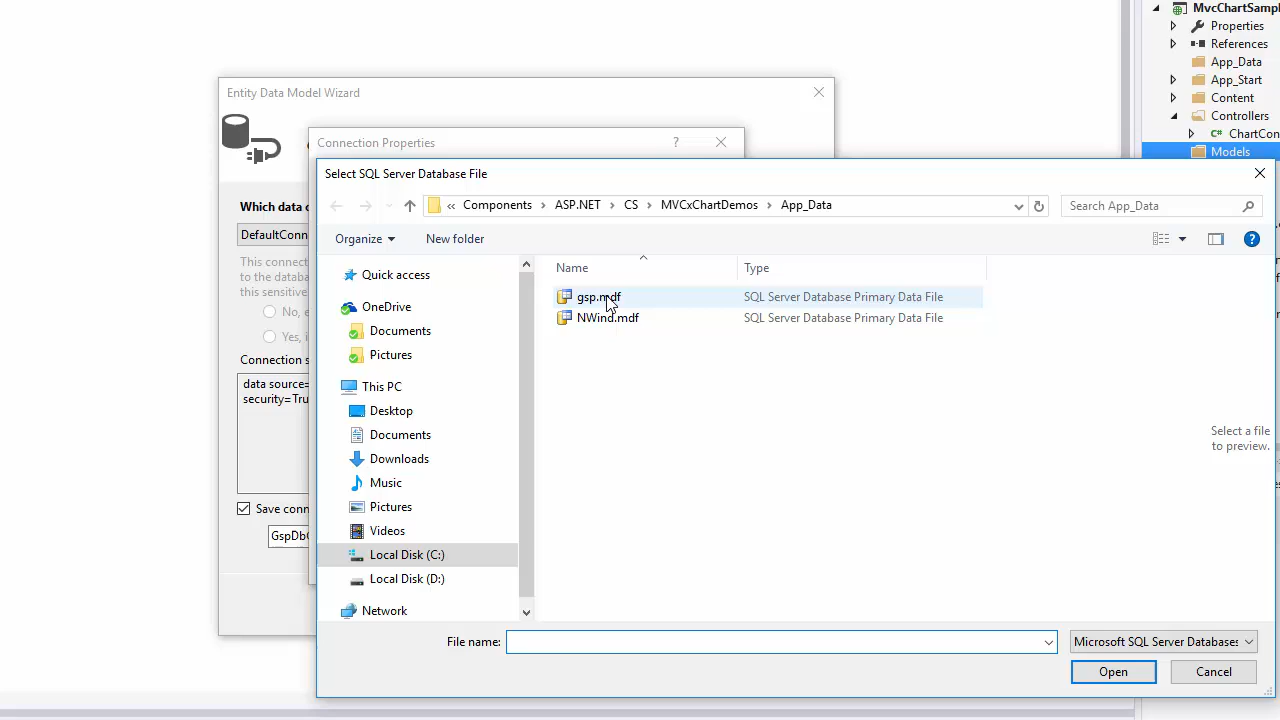 MvcChartSampl
Properties
References
App_Data
App_Start
Content
Controllers
ChartCon
Models
Entity Data Model Wizard
Which data c
DefaultConn
This connect
to the databa
this sensitive
No, e
Yes, i
Connection s
data source=
security=Tru
Save conn
GspDb
Connection Properties
?
Select SQL Server Database File
« Components > ASP.NET > CS > MVCxChartDemos > App_Data
Search App_Data
Organize
New folder
?
Quick access
OneDrive
Documents
Pictures
This PC
Desktop
Documents
Downloads
Music
Pictures
Videos
Local Disk (C:)
Local Disk (D:)
Network
Name Type
gsp.mdf SQL Server Database Primary Data File
NWind.mdf SQL Server Database Primary Data File
Select a file
to preview.
File name:
Microsoft SQL Server Databases
Open
Cancel